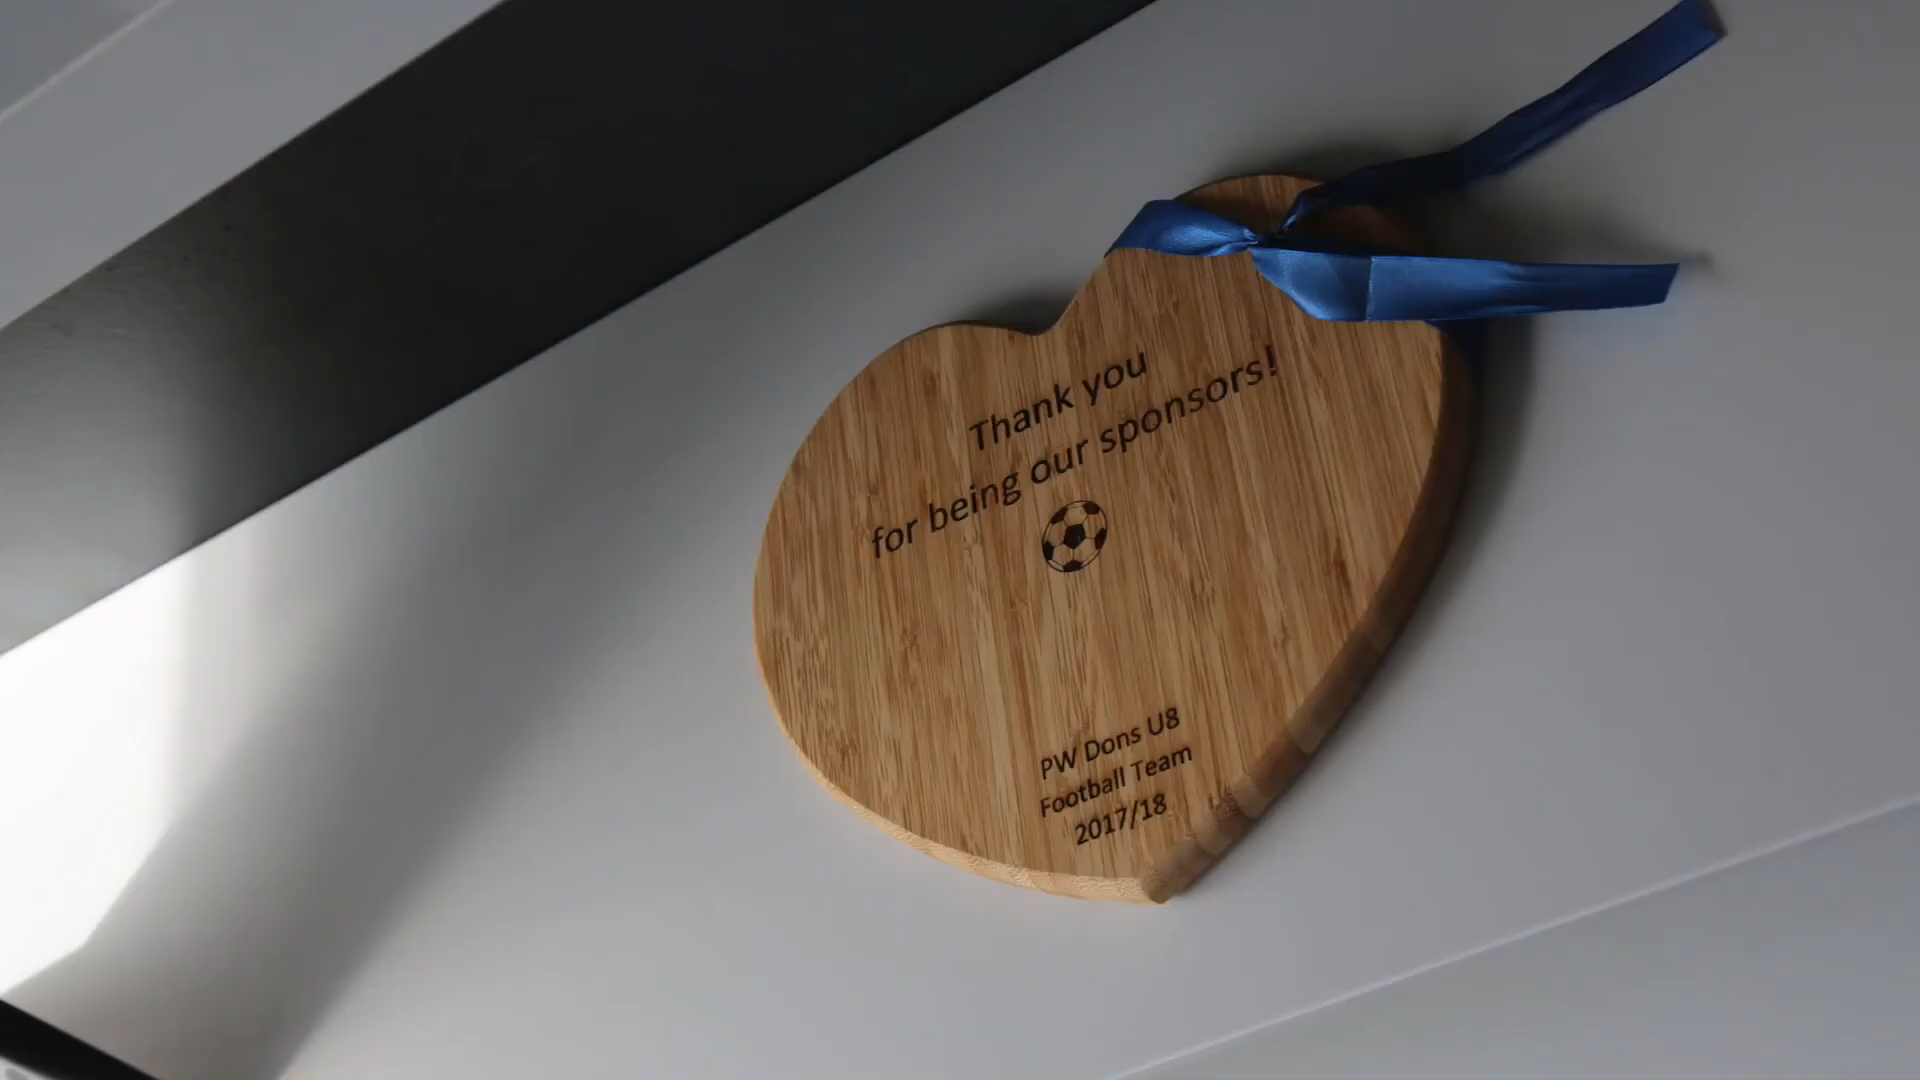 Thank you
for being our sponsors!
PW Dons U8
Football Team
2017/18